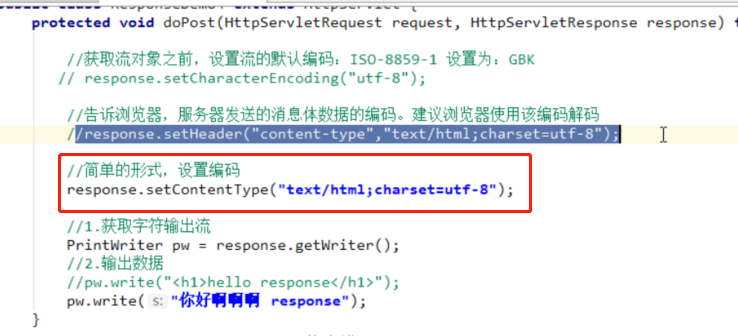 protected void doPost(HttpServletRequest request, HttpServletResponse response)
//获取流对象之前，设置流的默认编码：ISO-8859-1 设置为：GBK
// response.setCharacterEncoding("utf-8");
//告诉浏览器，服务器发送的消息体数据的编码。建议浏览器使用该编码解码
//response.setHeader("content-type","text/html;charset=utf-8");
//简单的形式，设置编码
response.setContentType("text/html;charset=utf-8");
//1.获取字符输出流
PrintWriter pw = response.getWriter();
//2.输出数据
//pw.write("<h1>hello response</h1>");
pw.write( s: "你好啊啊啊 response");
}